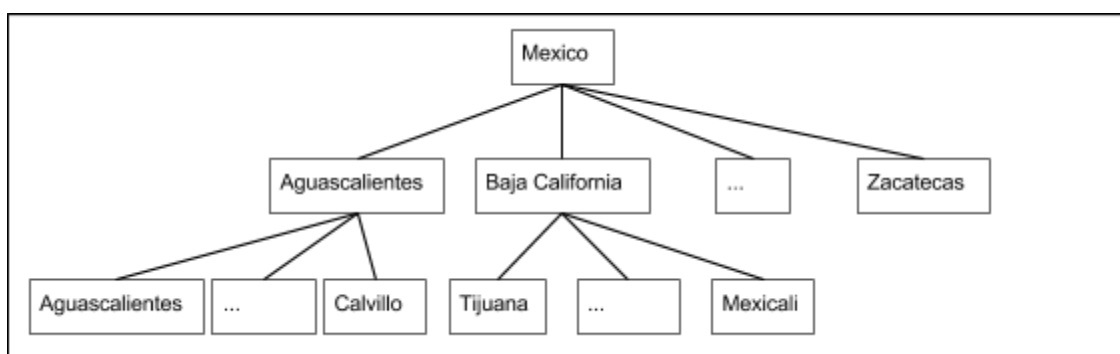 Mexico
Aguascalientes
Baja California
...
Zacatecas
Aguascalientes
...
Calvillo
Tijuana
...
Mexicali